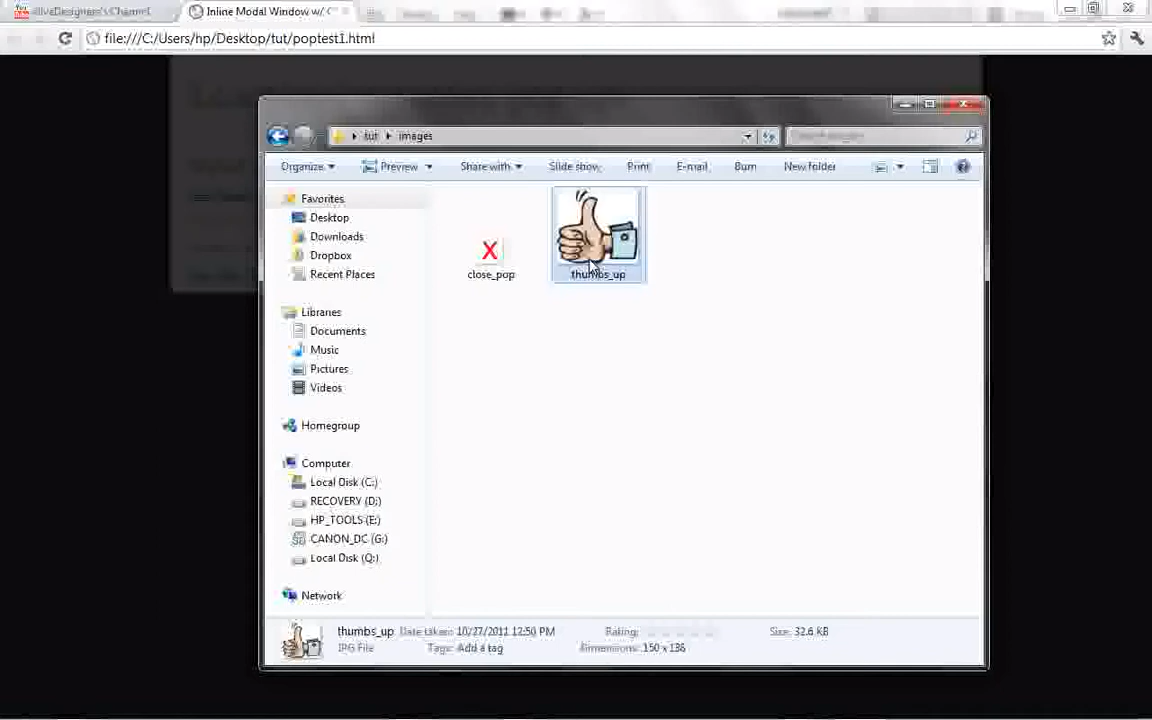 Inline Modal Window w/
file:///C:/Users/hp/Desktop/tut/poptest1.html
tut images
Organize Preview Share with Slide show Print E-mail Burn New folder
Favorites
Desktop
Downloads
Dropbox
Recent Places
Libraries
Documents
Music
Pictures
Videos
Homegroup
Computer
Local Disk (C:)
RECOVERY (D:)
HP_TOOLS (E:)
CANON_DC (G:)
Local Disk (Q:)
Network
X
close_pop
thumbs_up
thumbs_up Date taken: 10/27/2011 12:50 PM Rating: Size: 32.6 KB
JPG File Tags: Add a tag Dimensions: 150 x 136